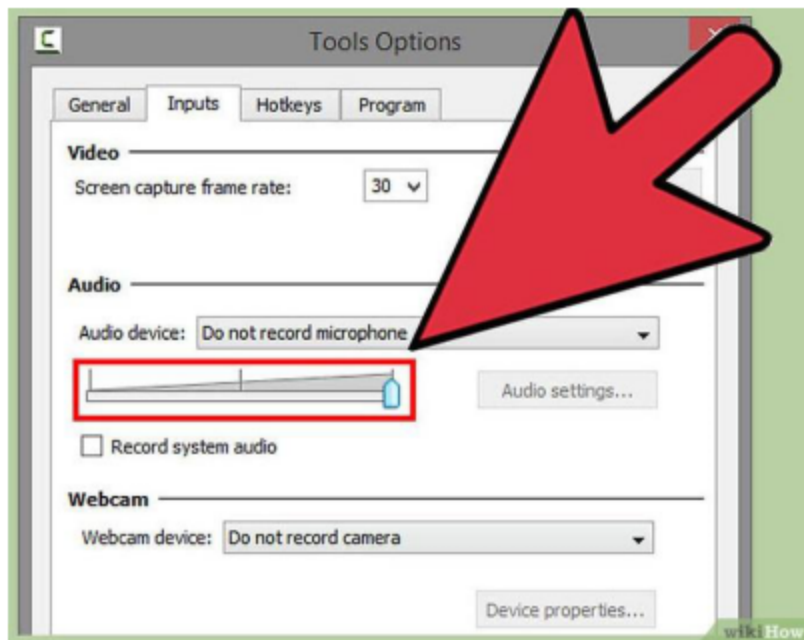 Tools Options
General Inputs Hotkeys Program
Video
Screen capture frame rate: 30
Audio
Audio device: Do not record microphone
Audio settings...
Record system audio
Webcam
Webcam device: Do not record camera
Device properties...
wikiHow